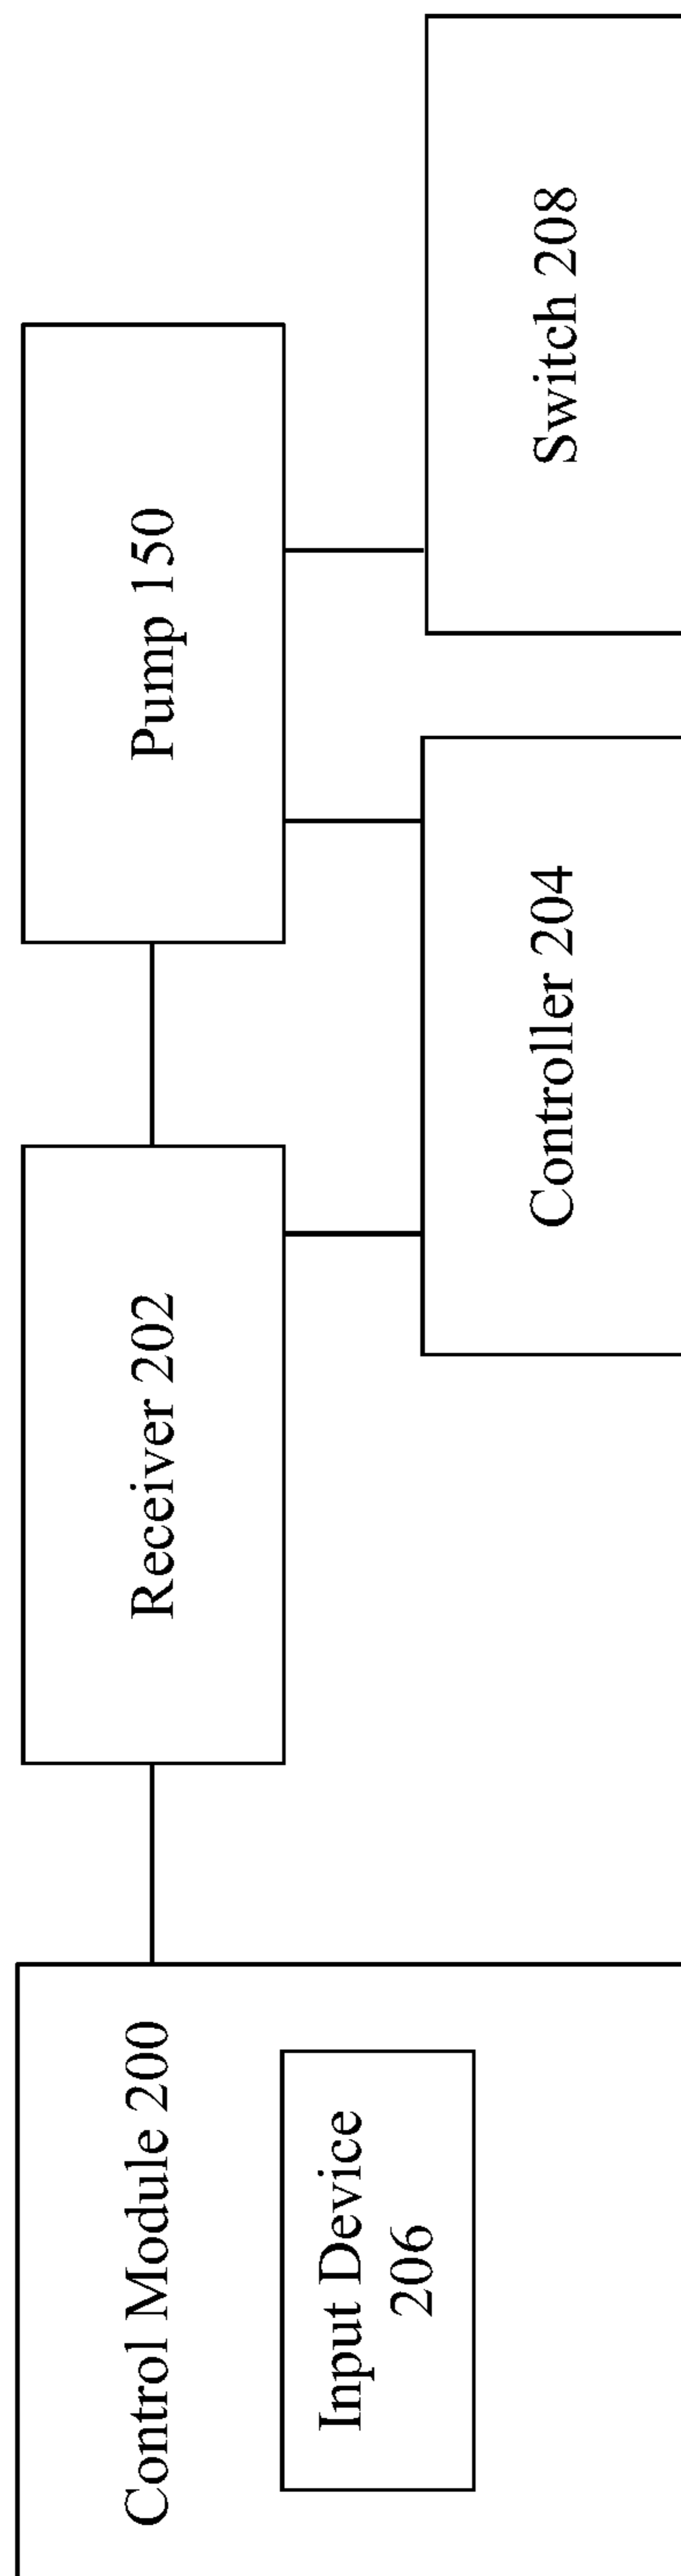 Control Module 200
Input Device
206
Receiver 202
Pump 150
Controller 204
Switch 208